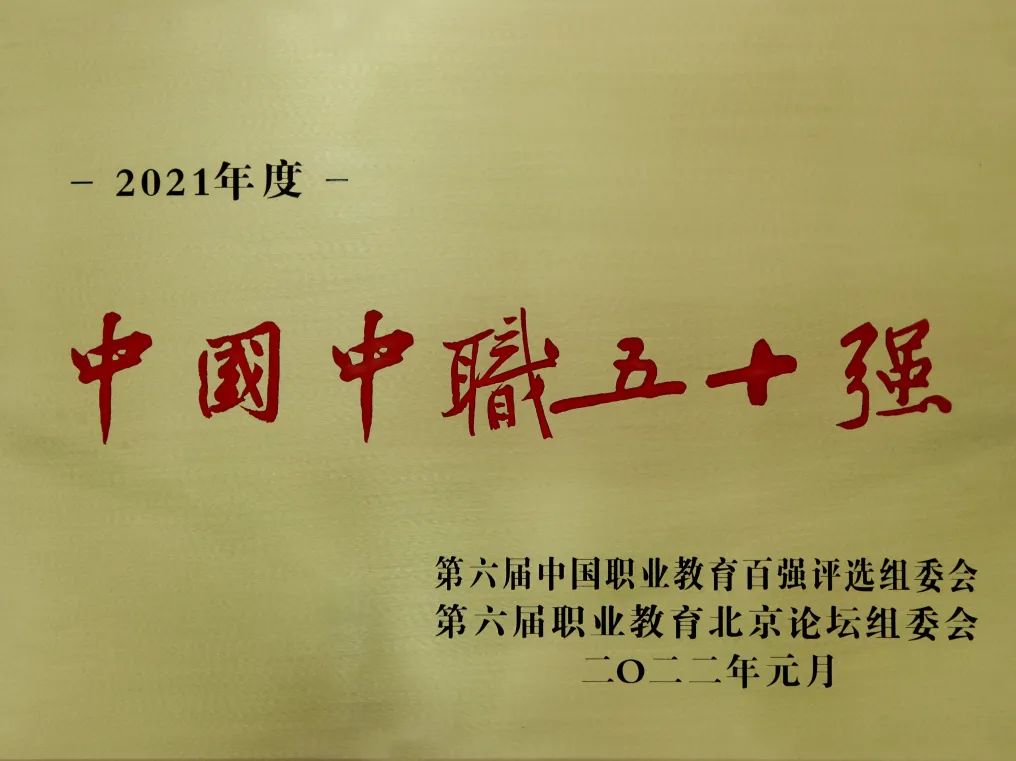 – 2021年度 –
中國中職五十强
第六届中国职业教育百强评选组委会
第六届职业教育北京论坛组委会
二〇二二年元月